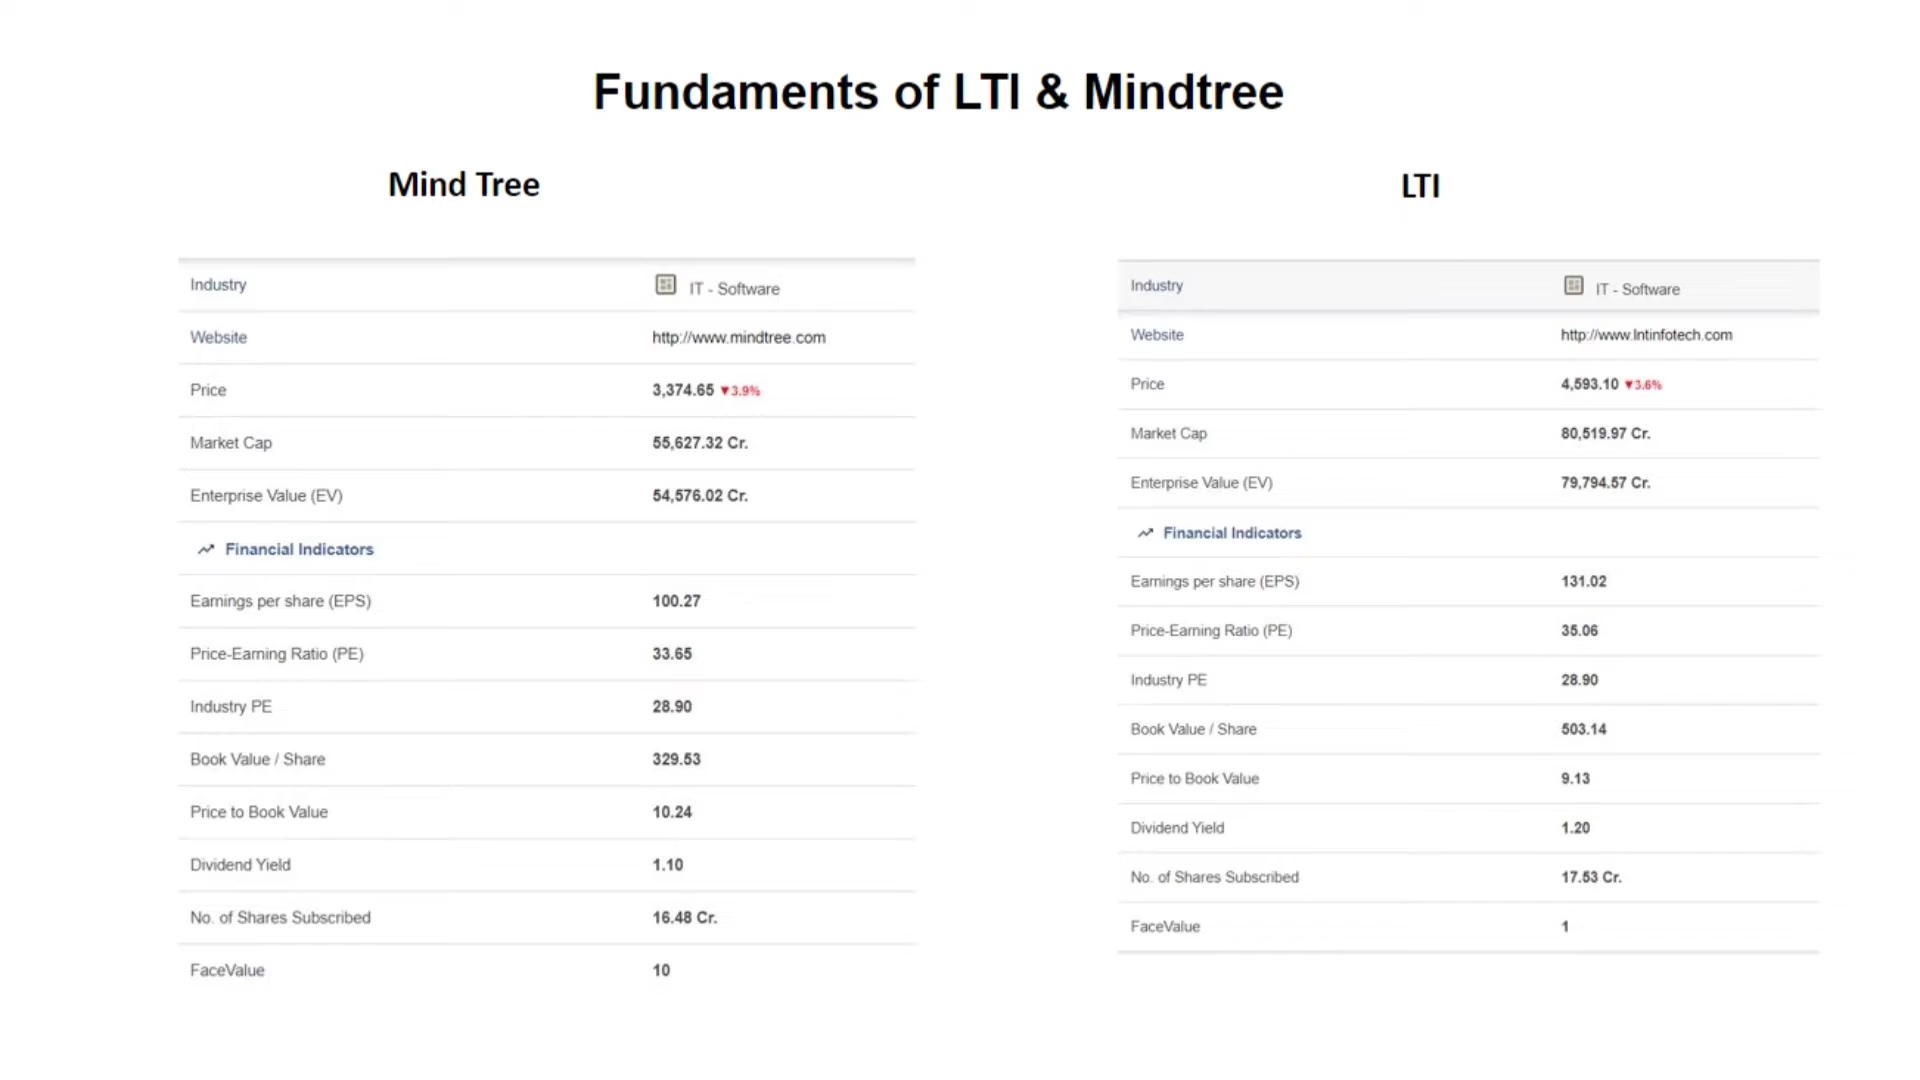 Fundaments of LTI & Mindtree
Mind Tree
Industry IT - Software
Website http://www.mindtree.com
Price 3,374.65 ▼3.9%
Market Cap 55,627.32 Cr.
Enterprise Value (EV) 54,576.02 Cr.
Financial Indicators
Earnings per share (EPS) 100.27
Price-Earning Ratio (PE) 33.65
Industry PE 28.90
Book Value / Share 329.53
Price to Book Value 10.24
Dividend Yield 1.10
No. of Shares Subscribed 16.48 Cr.
FaceValue 10
LTI
Industry IT - Software
Website http://www.lntinfotech.com
Price 4,593.10 ▼3.6%
Market Cap 80,519.97 Cr.
Enterprise Value (EV) 79,794.57 Cr.
Financial Indicators
Earnings per share (EPS) 131.02
Price-Earning Ratio (PE) 35.06
Industry PE 28.90
Book Value / Share 503.14
Price to Book Value 9.13
Dividend Yield 1.20
No. of Shares Subscribed 17.53 Cr.
FaceValue 1